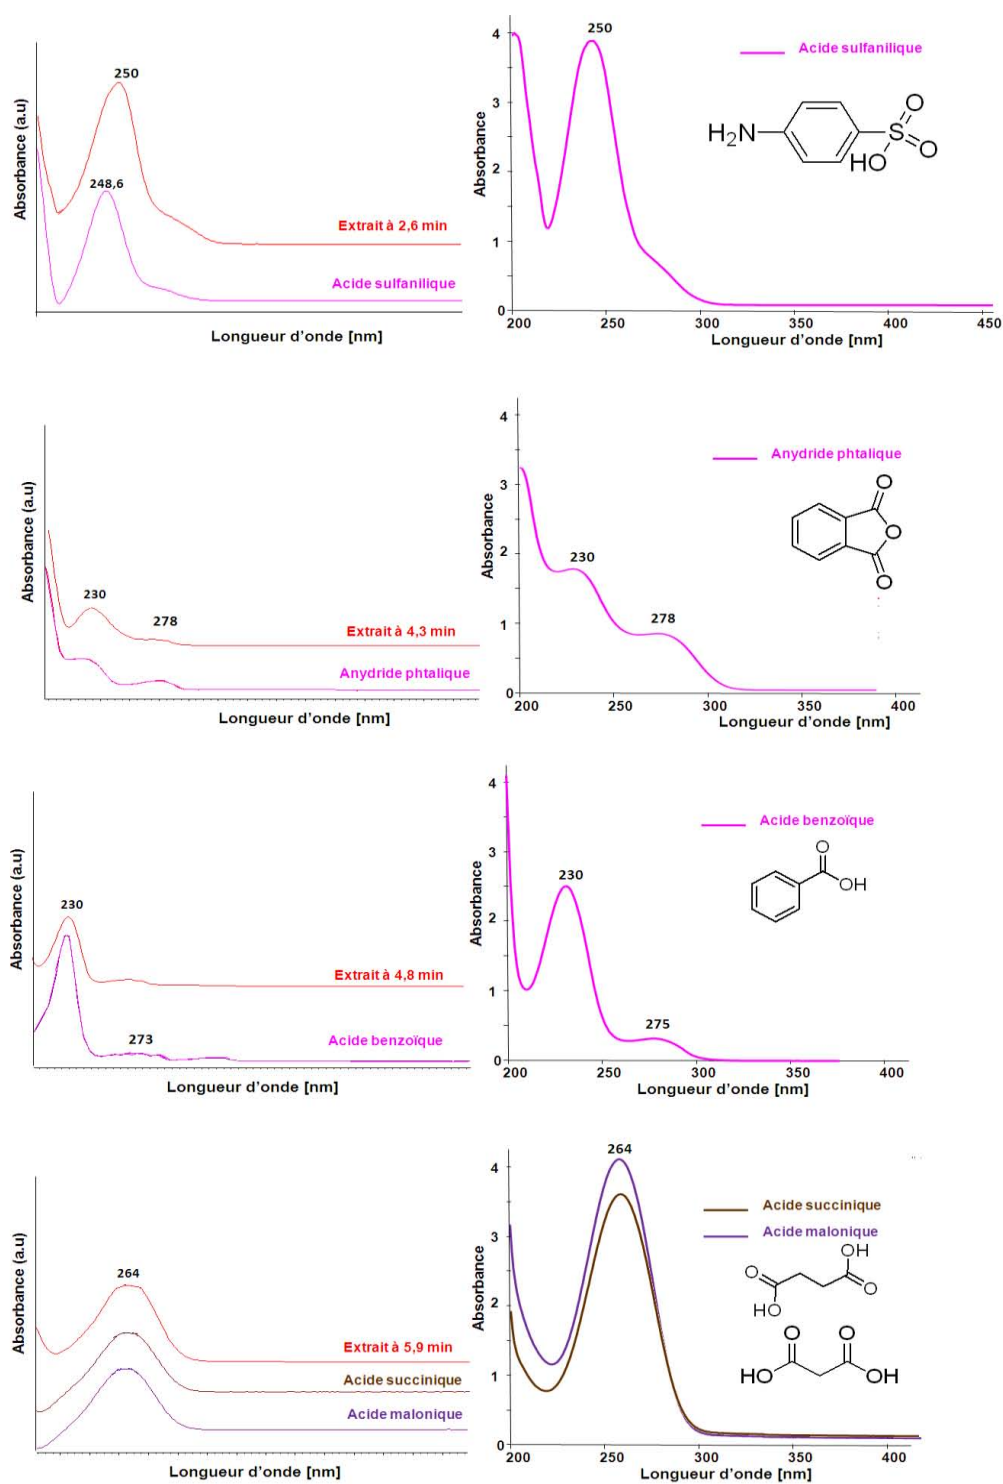 Absorbance (a.u)
250
248,6
Extrait à 2,6 min
Acide sulfanilique
Longueur d'onde [nm]
Absorbance
4
3
2
1
0
250
Acide sulfanilique
H₂N
O
S
O
HO
200
250
300
350
400
450
Longueur d'onde [nm]
Absorbance (a.u)
230
278
Extrait à 4,3 min
Anydride phtalique
Longueur d'onde [nm]
Absorbance
4
3
2
1
0
230
278
Anydride phtalique
O
O
O
200
250
300
350
400
Longueur d'onde [nm]
Absorbance (a.u)
230
273
Extrait à 4,8 min
Acide benzoïque
Longueur d'onde [nm]
Absorbance
4
3
2
1
0
230
275
Acide benzoïque
O
OH
200
250
300
350
400
Longueur d'onde [nm]
Absorbance (a.u)
264
Extrait à 5,9 min
Acide succinique
Acide malonique
Longueur d'onde [nm]
Absorbance
4
3
2
1
0
264
Acide succinique
Acide malonique
OH
O
O
HO
O
O
HO
OH
200
250
300
350
400
Longueur d'onde [nm]